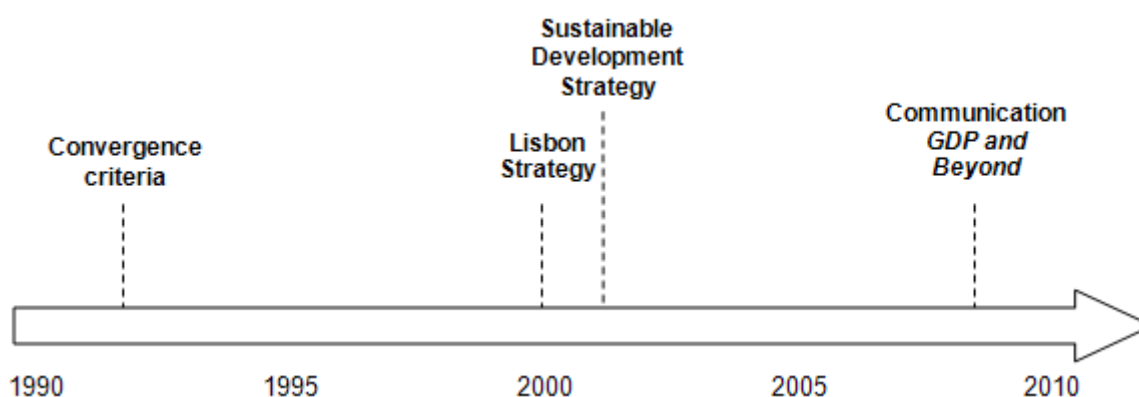 Sustainable
Development
Strategy
Convergence
criteria
Lisbon
Strategy
Communication
GDP and
Beyond
1990
1995
2000
2005
2010